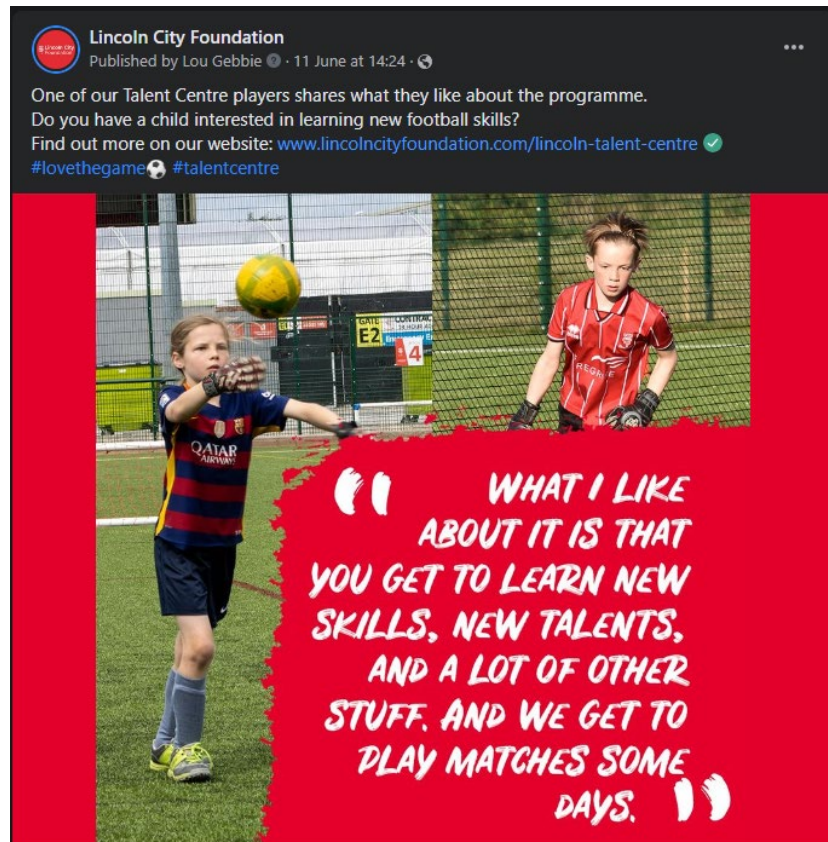 Lincoln City
Foundation
Lincoln City Foundation
Published by Lou Gebbie · 11 June at 14:24 ·
One of our Talent Centre players shares what they like about the programme.
Do you have a child interested in learning new football skills?
Find out more on our website: www.lincolncityfoundation.com/lincoln-talent-centre
#lovethegame #talentcentre
GATE
E2
4
QATAR
AIRWAYS
“ WHAT I LIKE
ABOUT IT IS THAT
YOU GET TO LEARN NEW
SKILLS, NEW TALENTS,
AND A LOT OF OTHER
STUFF. AND WE GET TO
PLAY MATCHES SOME
DAYS. ”